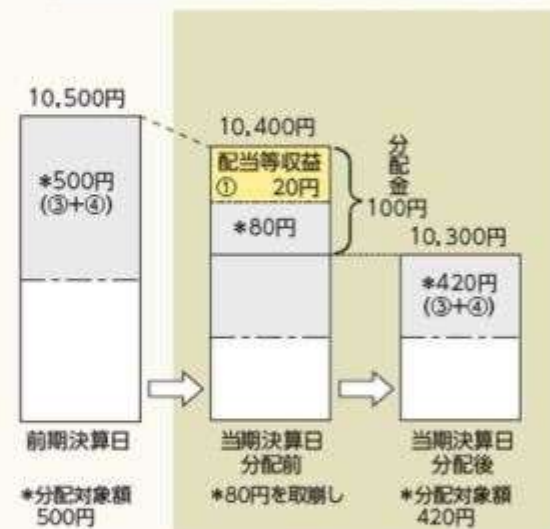 10,500円
*500円
(③+④)
10,400円
配当等収益
① 20円
*80円
分配金
100円
10,300円
*420円
(③+④)
前期決算日
当期決算日
分配前
当期決算日
分配後
*分配対象額
500円
*80円を取崩し
*分配対象額
420円